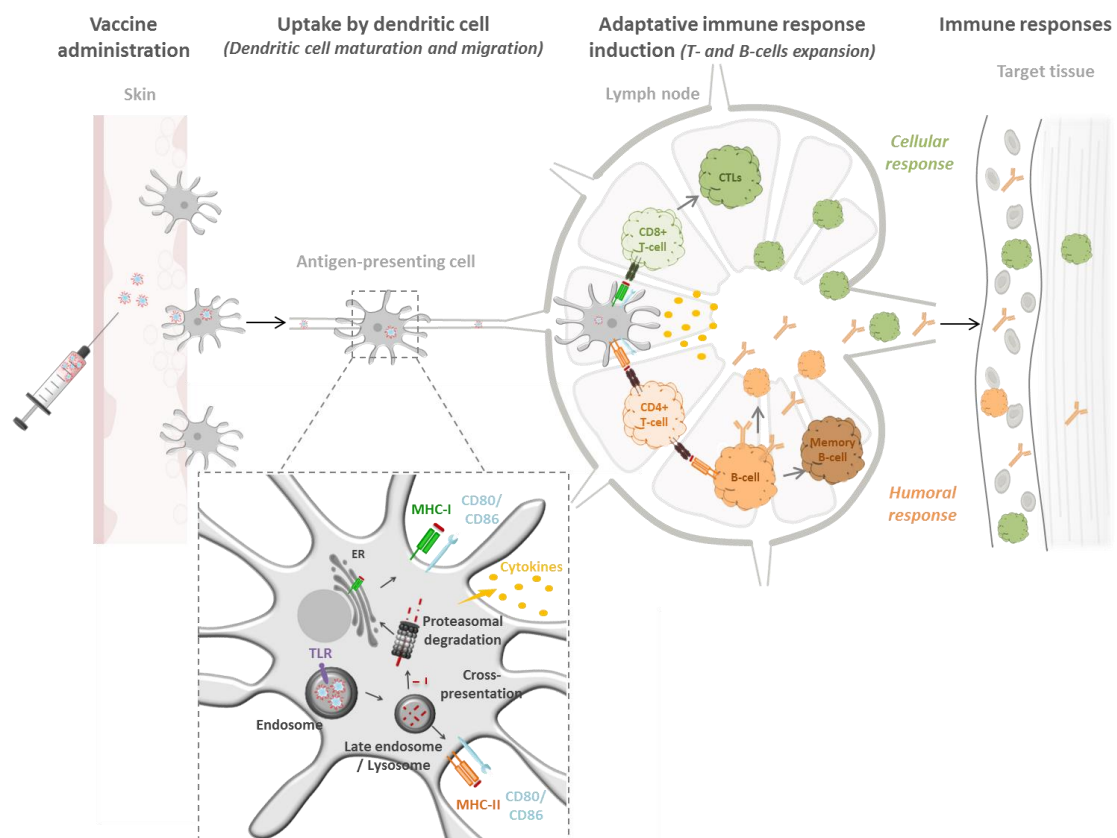 Vaccine
administration
Uptake by dendritic cell
(Dendritic cell maturation and migration)
Adaptative immune response
induction (T- and B-cells expansion)
Immune responses
Skin
Antigen-presenting cell
Lymph node
Target tissue
Cellular
response
CTLs
CD8+
T-cell
CD4+
T-cell
B-cell
Memory
B-cell
Humoral
response
MHC-I
CD80/
CD86
ER
Cytokines
Proteasomal
degradation
TLR
Cross-
presentation
Endosome
Late endosome
/ Lysosome
MHC-II
CD80/
CD86